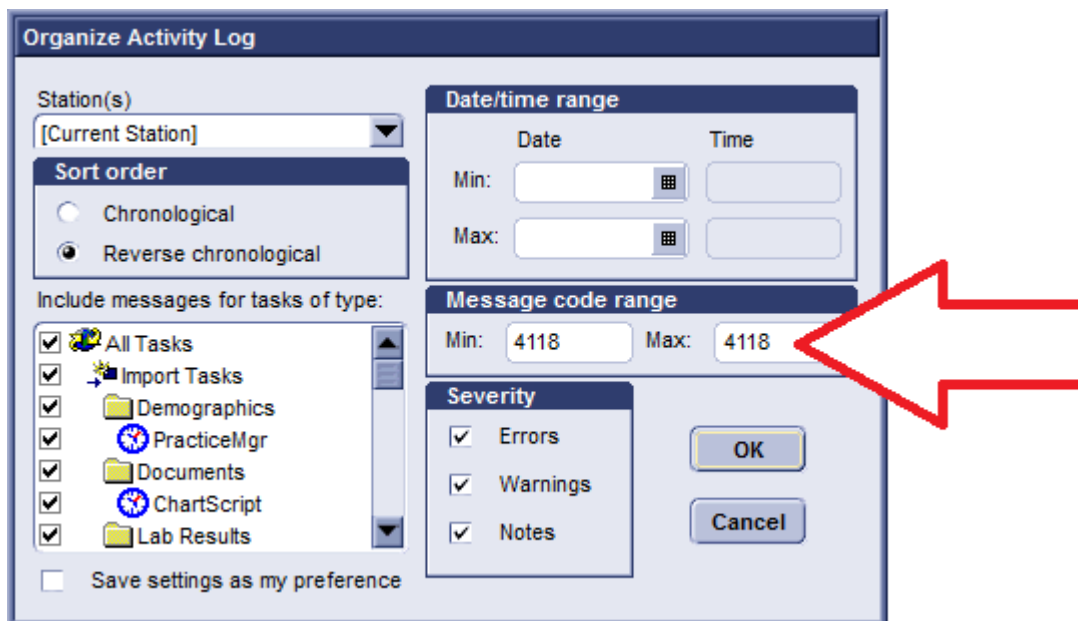 Organize Activity Log
Station(s)
[Current Station]
Sort order
Chronological
Reverse chronological
Include messages for tasks of type:
All Tasks
Import Tasks
Demographics
PracticeMgr
Documents
ChartScript
Lab Results
Save settings as my preference
Date/time range
Date Time
Min:
Max:
Message code range
Min: 4118 Max: 4118
Severity
Errors
Warnings
Notes
OK
Cancel